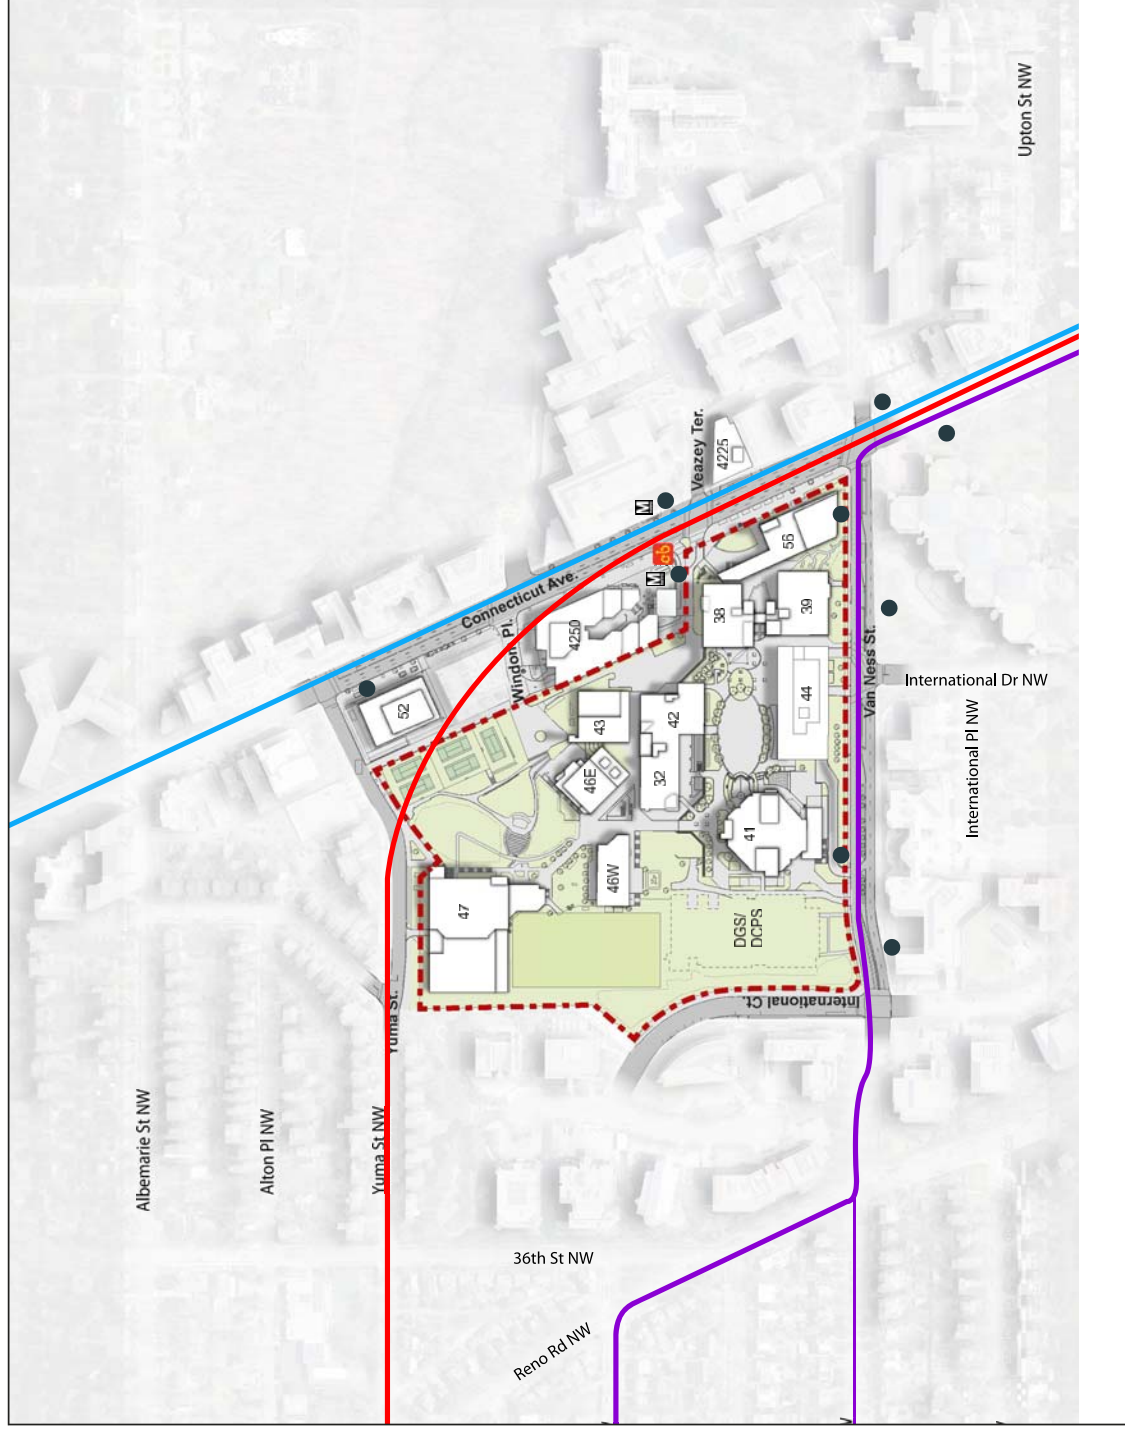 Upton St NW
Veazey Ter.
4225
M
cb
M
Connecticut Ave.
Windom Pl.
4250
56
38
39
Van Ness St.
International Dr NW
International Pl NW
52
43
42
44
46E
32
41
46W
47
DGS/
DCPS
International Ct.
Yuma St.
Albemarie St NW
Alton Pl NW
Yuma St NW
36th St NW
Reno Rd NW